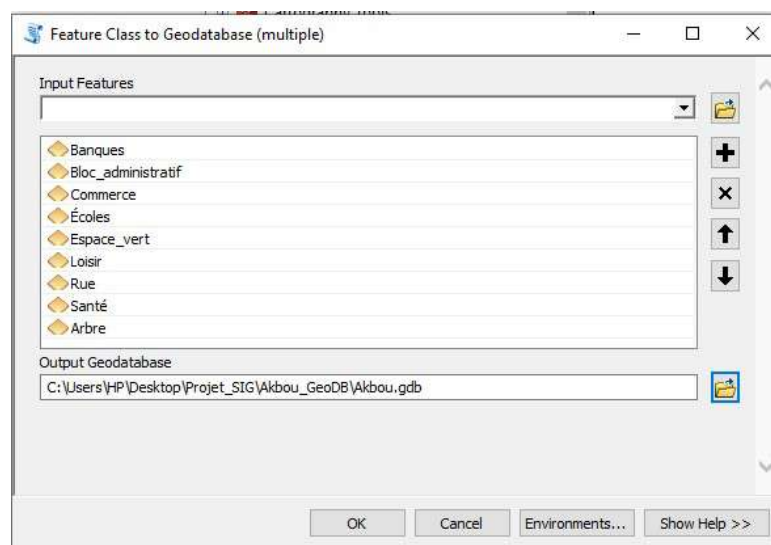 Feature Class to Geodatabase (multiple)
Input Features
Banques
Bloc_administratif
Commerce
Écoles
Espace_vert
Loisir
Rue
Santé
Arbre
Output Geodatabase
C:\Users\HP\Desktop\Projet_SIG\Akbou_GeoDB\Akbou.gdb
OK
Cancel
Environments...
Show Help >>